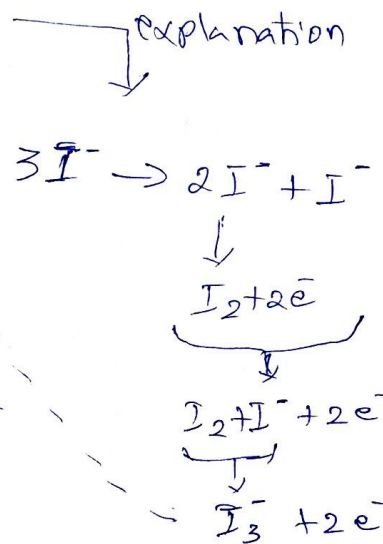 explanation
3I⁻ → 2I⁻ + I⁻
I₂+2e⁻
I₂+I⁻ + 2e⁻
I₃⁻ + 2e⁻